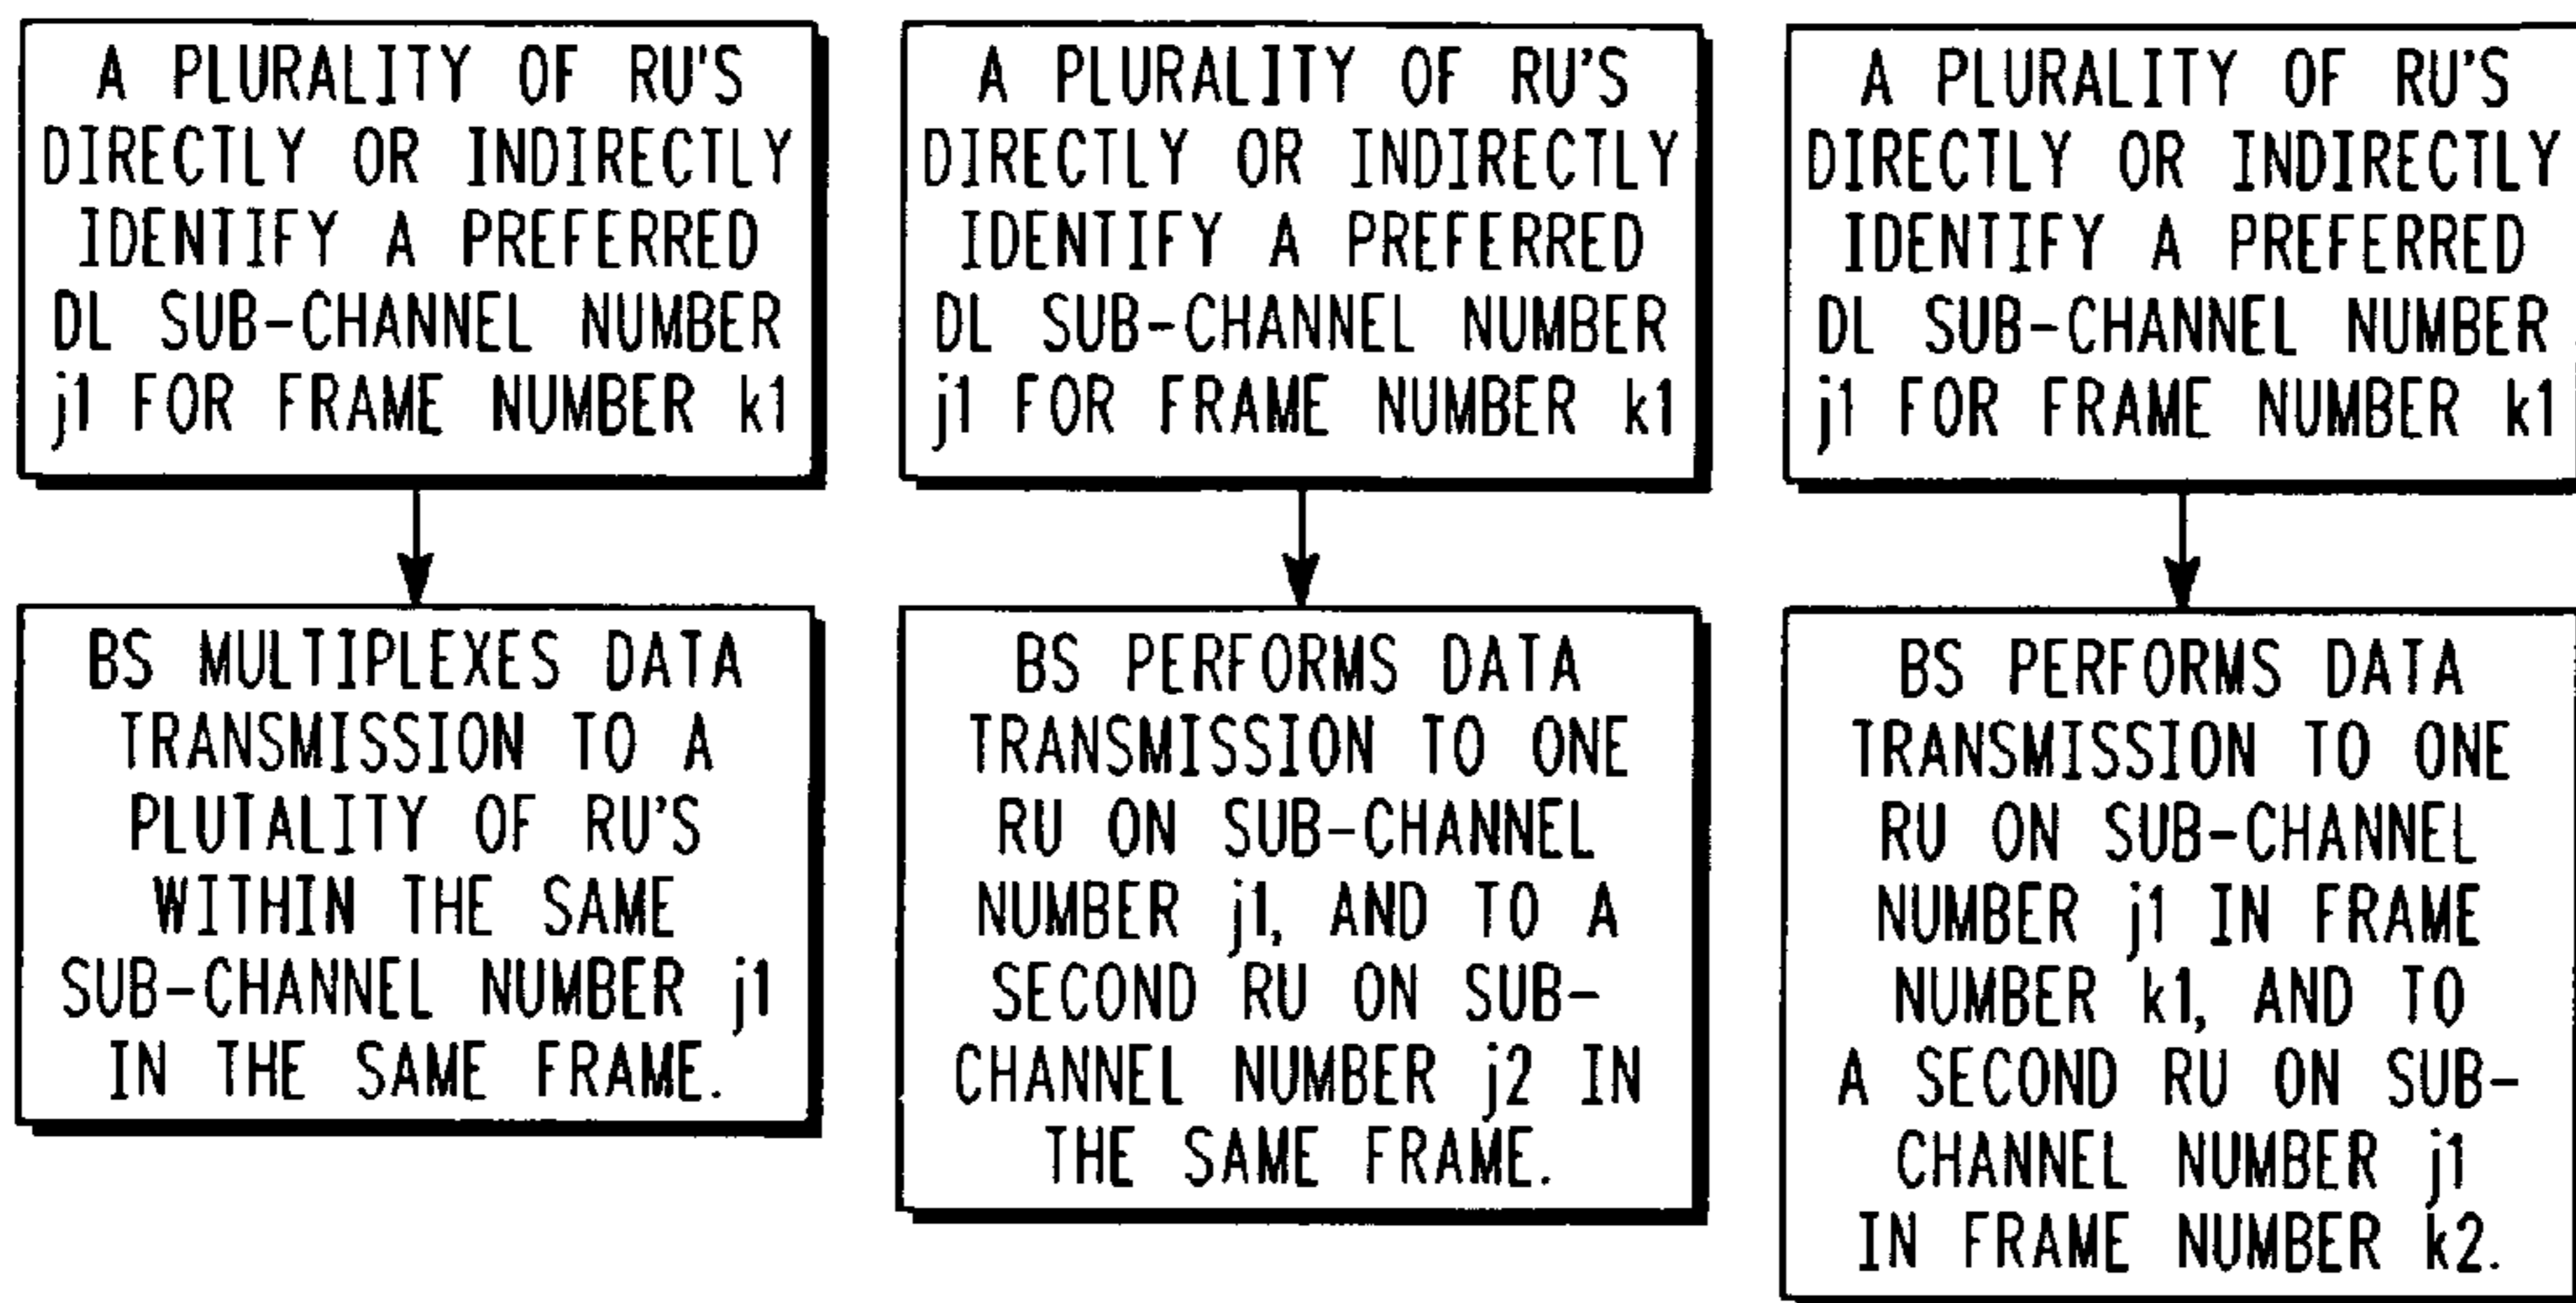 A PLURALITY OF RU'S
DIRECTLY OR INDIRECTLY
IDENTIFY A PREFERRED
DL SUB-CHANNEL NUMBER
j1 FOR FRAME NUMBER k1
BS MULTIPLEXES DATA
TRANSMISSION TO A
PLUTALITY OF RU'S
WITHIN THE SAME
SUB-CHANNEL NUMBER j1
IN THE SAME FRAME.
A PLURALITY OF RU'S
DIRECTLY OR INDIRECTLY
IDENTIFY A PREFERRED
DL SUB-CHANNEL NUMBER
j1 FOR FRAME NUMBER k1
BS PERFORMS DATA
TRANSMISSION TO ONE
RU ON SUB-CHANNEL
NUMBER j1, AND TO A
SECOND RU ON SUB-
CHANNEL NUMBER j2 IN
THE SAME FRAME.
A PLURALITY OF RU'S
DIRECTLY OR INDIRECTLY
IDENTIFY A PREFERRED
DL SUB-CHANNEL NUMBER
j1 FOR FRAME NUMBER k1
BS PERFORMS DATA
TRANSMISSION TO ONE
RU ON SUB-CHANNEL
NUMBER j1 IN FRAME
NUMBER k1, AND TO
A SECOND RU ON SUB-
CHANNEL NUMBER j1
IN FRAME NUMBER k2.